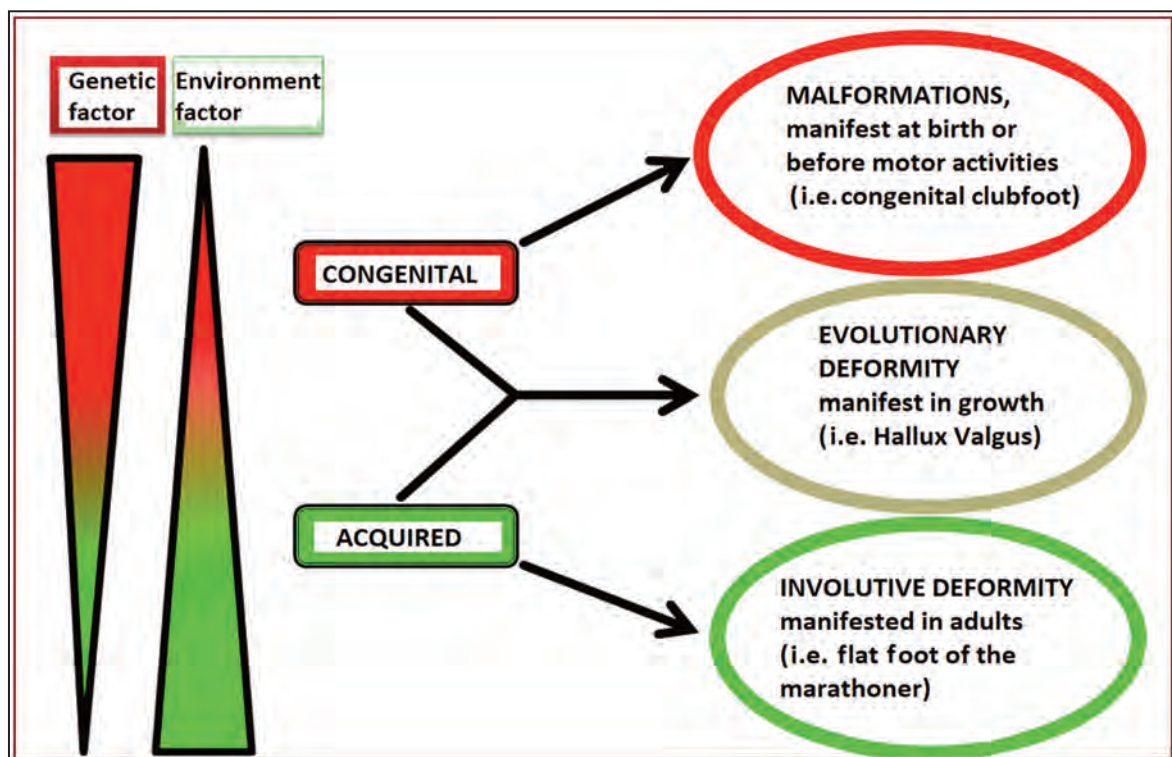 Genetic
factor
Environment
factor
MALFORMATIONS,
manifest at birth or
before motor activities
(i.e. congenital clubfoot)
CONGENITAL
EVOLUTIONARY
DEFORMITY
manifest in growth
(i.e. Hallux Valgus)
ACQUIRED
INVOLUTIVE DEFORMITY
manifested in adults
(i.e. flat foot of the
marathoner)